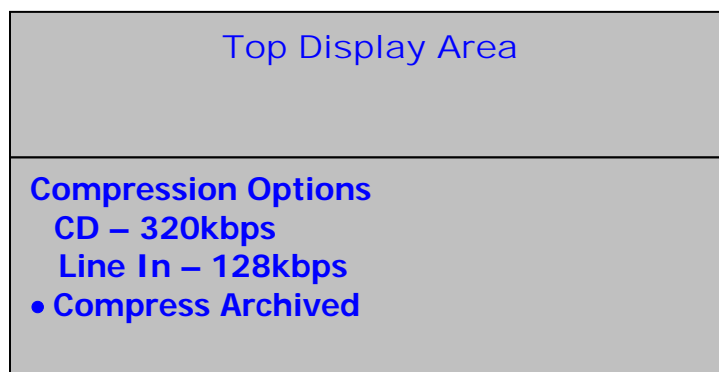 Top Display Area
Compression Options
CD – 320kbps
Line In – 128kbps
• Compress Archived